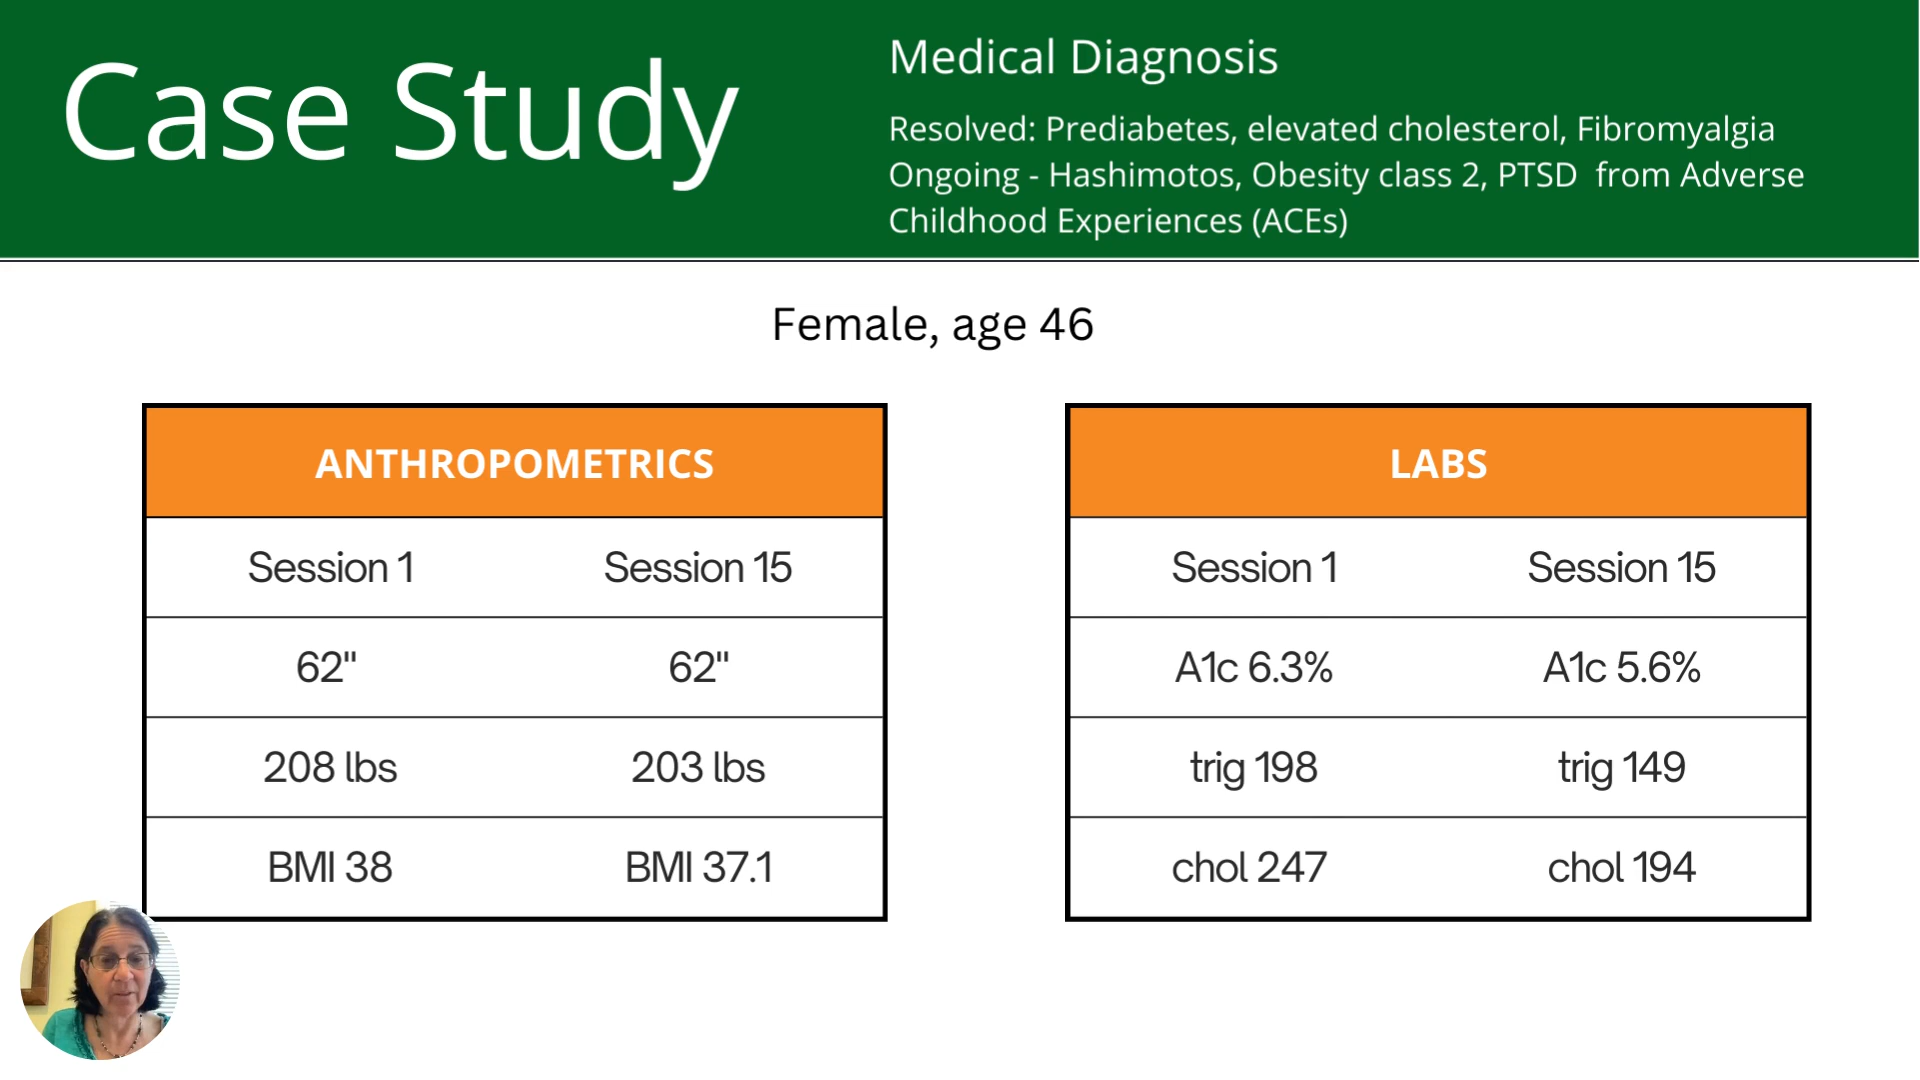 Case Study
Medical Diagnosis
Resolved: Prediabetes, elevated cholesterol, Fibromyalgia
Ongoing - Hashimotos, Obesity class 2, PTSD  from Adverse
Childhood Experiences (ACEs)
Female, age 46
ANTHROPOMETRICS
Session 1 Session 15
62" 62"
208 lbs 203 lbs
BMI 38 BMI 37.1
LABS
Session 1 Session 15
A1c 6.3% A1c 5.6%
trig 198 trig 149
chol 247 chol 194